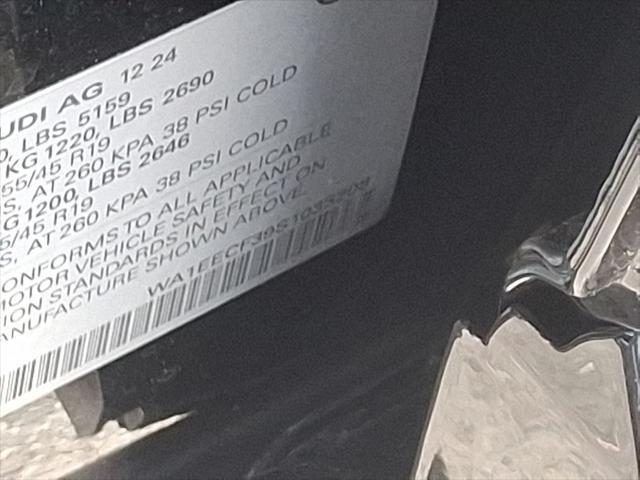 UDI AG 12 24
0, LBS 5159
KG 1220, LBS 2690
55/45 R19
S, AT 260 KPA 38 PSI COLD
G 1200, LBS 2646
5/45 R19
S, AT 260 KPA 38 PSI COLD
ONFORMS TO ALL APPLICABLE
MOTOR VEHICLE SAFETY AND
ION STANDARDS IN EFFECT ON
ANUFACTURE SHOWN ABOVE.